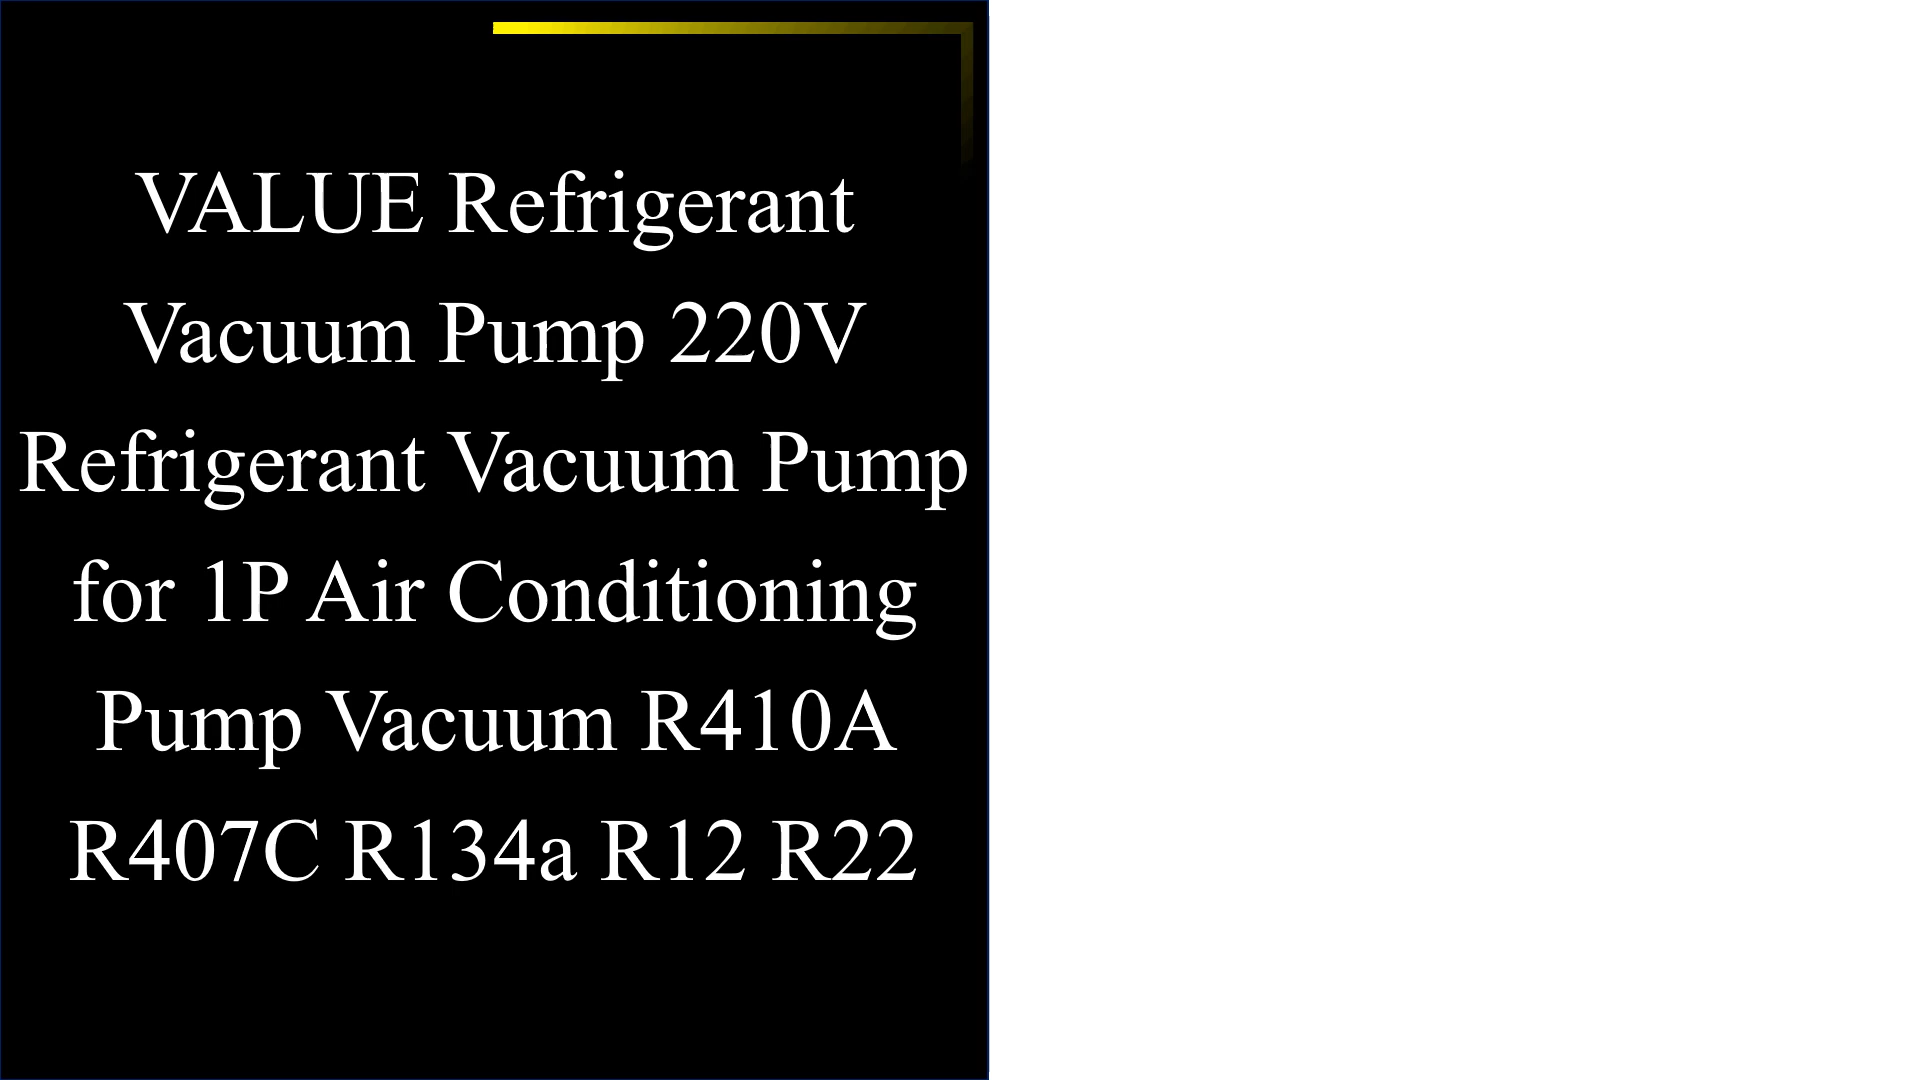 VALUE Refrigerant
Vacuum Pump 220V
Refrigerant Vacuum Pump
for 1P Air Conditioning
Pump Vacuum R410A
R407C R134a R12 R22